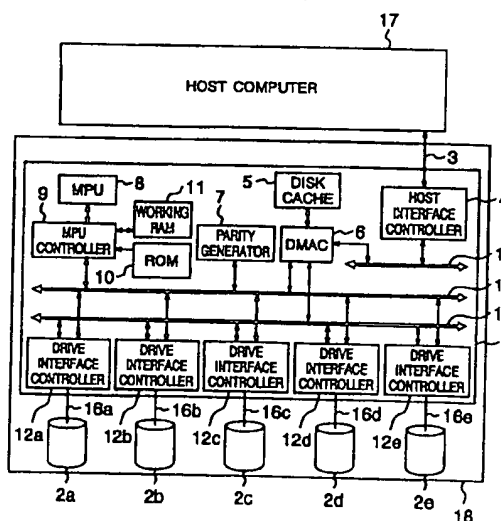 17
HOST COMPUTER
3
MPU
8
11
WORKING
RAM
5
DISK
CACHE
9
MPU
CONTROLLER
7
PARITY
GENERATOR
6
DMAC
HOST
INTERFACE
CONTROLLER
10
ROM
DRIVE
INTERFACE
CONTROLLER
DRIVE
INTERFACE
CONTROLLER
DRIVE
INTERFACE
CONTROLLER
DRIVE
INTERFACE
CONTROLLER
DRIVE
INTERFACE
CONTROLLER
12a
16a
12b
16b
12c
16c
12d
16d
12e
16e
2a
2b
2c
2d
2e
18